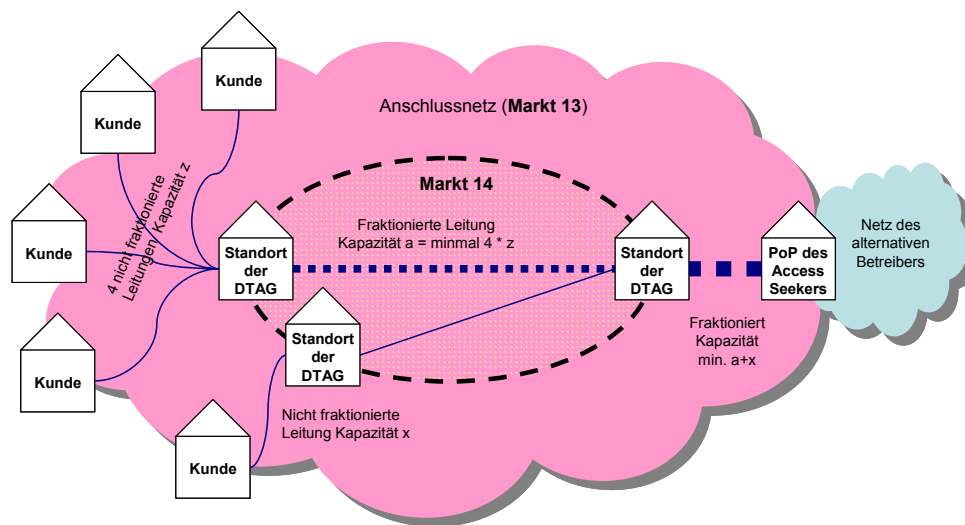 Kunde
Kunde
Kunde
Kunde
Kunde
4 nicht fraktionierte
Leitungen, Kapazität z
Anschlussnetz (Markt 13)
Markt 14
Fraktionierte Leitung
Kapazität a = minmal 4 * z
Standort
der
DTAG
Standort
der
DTAG
Standort
der
DTAG
PoP des
Access
Seekers
Netz des
alternativen
Betreibers
Fraktioniert
Kapazität
min. a+x
Nicht fraktionierte
Leitung Kapazität x